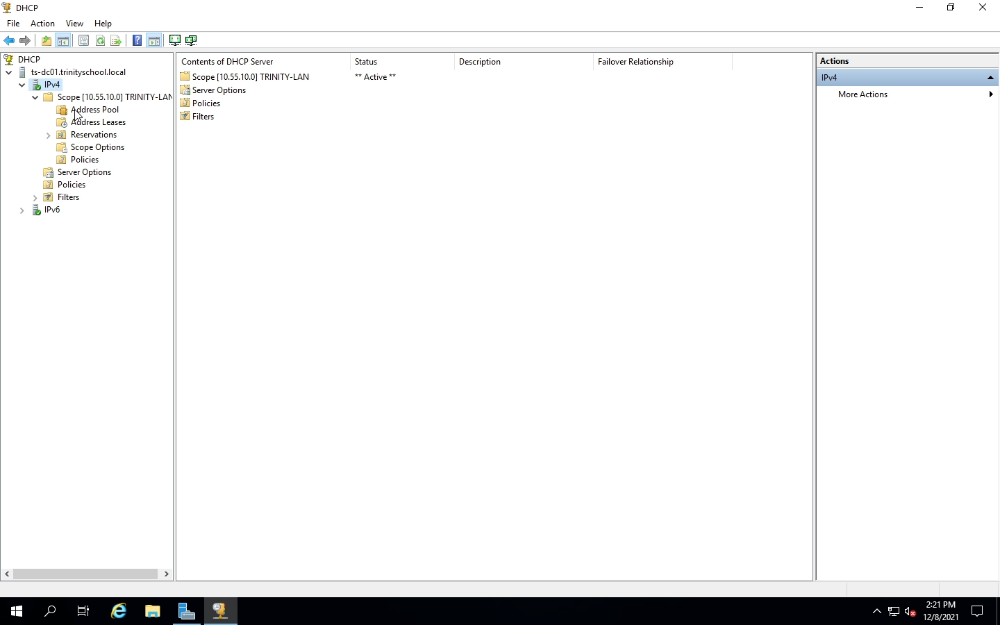 DHCP
File Action View Help
DHCP
ts-dc01.trinityschool.local
IPv4
Scope [10.55.10.0] TRINITY-LAN
Address Pool
Address Leases
Reservations
Scope Options
Policies
Server Options
Policies
Filters
IPv6
Contents of DHCP Server Status Description Failover Relationship
Scope [10.55.10.0] TRINITY-LAN ** Active **
Server Options
Policies
Filters
Actions
IPv4
More Actions
2:21 PM
12/8/2021